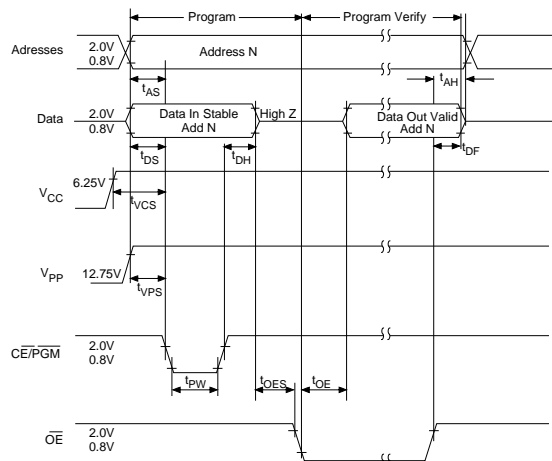 Program
Program Verify
Adresses
2.0V
0.8V
Address N
tAS
tAH
Data
2.0V
0.8V
Data In Stable
Add N
High Z
Data Out Valid
Add N
tDS
tDH
tDF
VCC
6.25V
tVCS
VPP
12.75V
tVPS
CE/PGM
2.0V
0.8V
tPW
tOES
tOE
OE
2.0V
0.8V